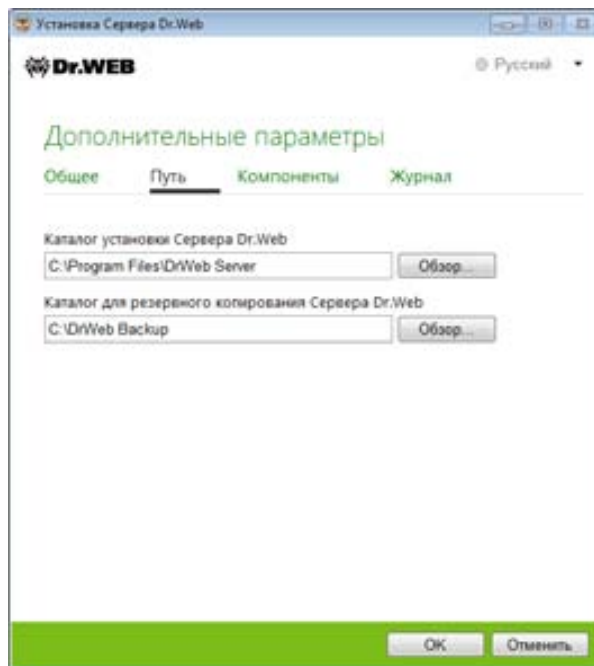 Установка Сервера Dr.Web
Dr.WEB
Русский
Дополнительные параметры
Общее Путь Компоненты Журнал
Каталог установки Сервера Dr.Web
C:\Program Files\DrWeb Server Обзор...
Каталог для резервного копирования Сервера Dr.Web
C:\DrWeb Backup Обзор...
OK Отменить